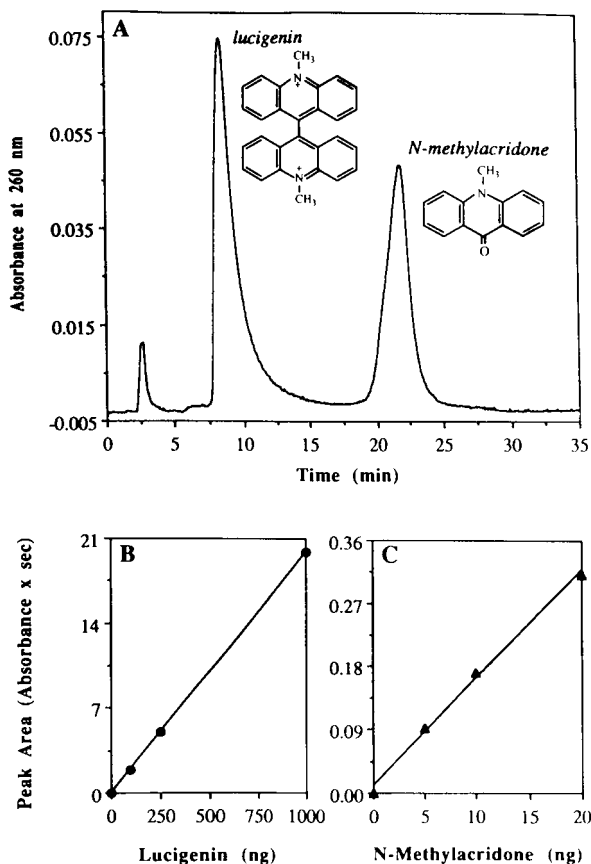 A
lucigenin
CH3
N
+
+
N
CH3
N-methylacridone
CH3
N
O
Absorbance at 260 nm
0.075
0.055
0.035
0.015
-0.005
0 5 10 15 20 25 30 35
Time (min)
B
Peak Area (Absorbance x sec)
21
14
7
0
0 250 500 750 1000
Lucigenin (ng)
C
0.36
0.27
0.18
0.09
0.00
0 5 10 15 20
N-Methylacridone (ng)